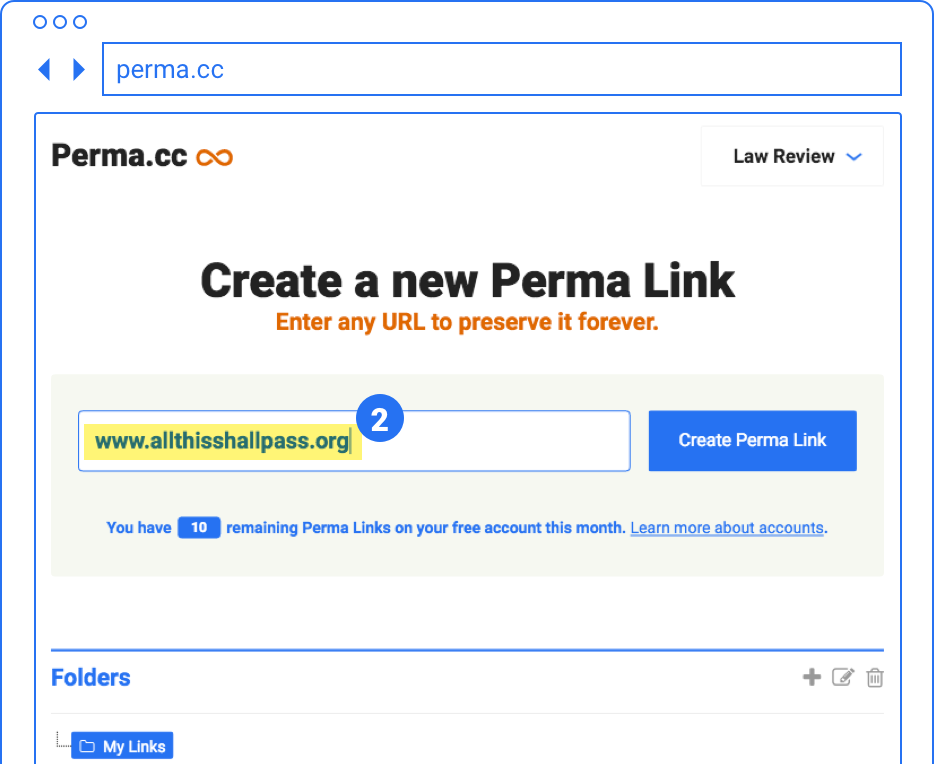 perma.cc
Perma.cc
Law Review
Create a new Perma Link
Enter any URL to preserve it forever.
2
www.allthisshallpass.org
Create Perma Link
You have 10 remaining Perma Links on your free account this month. Learn more about accounts.
Folders
My Links